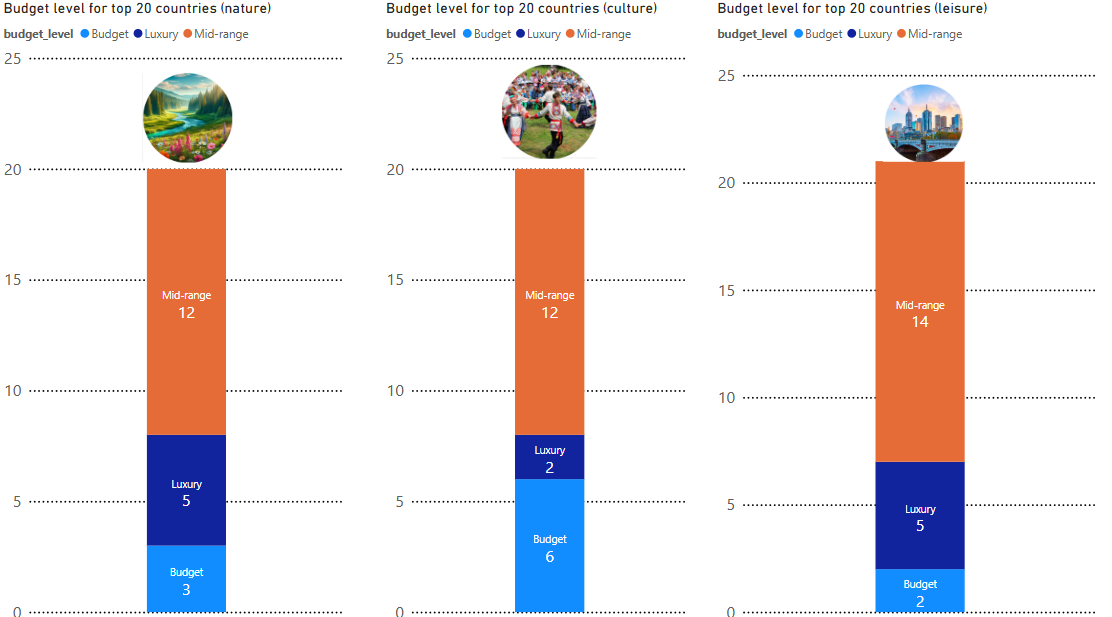 Budget level for top 20 countries (nature)
budget_level Budget Luxury Mid-range
25
20
15
10
5
0
Mid-range
12
Luxury
5
Budget
3
Budget level for top 20 countries (culture)
budget_level Budget Luxury Mid-range
25
20
15
10
5
0
Mid-range
12
Luxury
2
Budget
6
Budget level for top 20 countries (leisure)
budget_level Budget Luxury Mid-range
25
20
15
10
5
0
Mid-range
14
Luxury
5
Budget
2